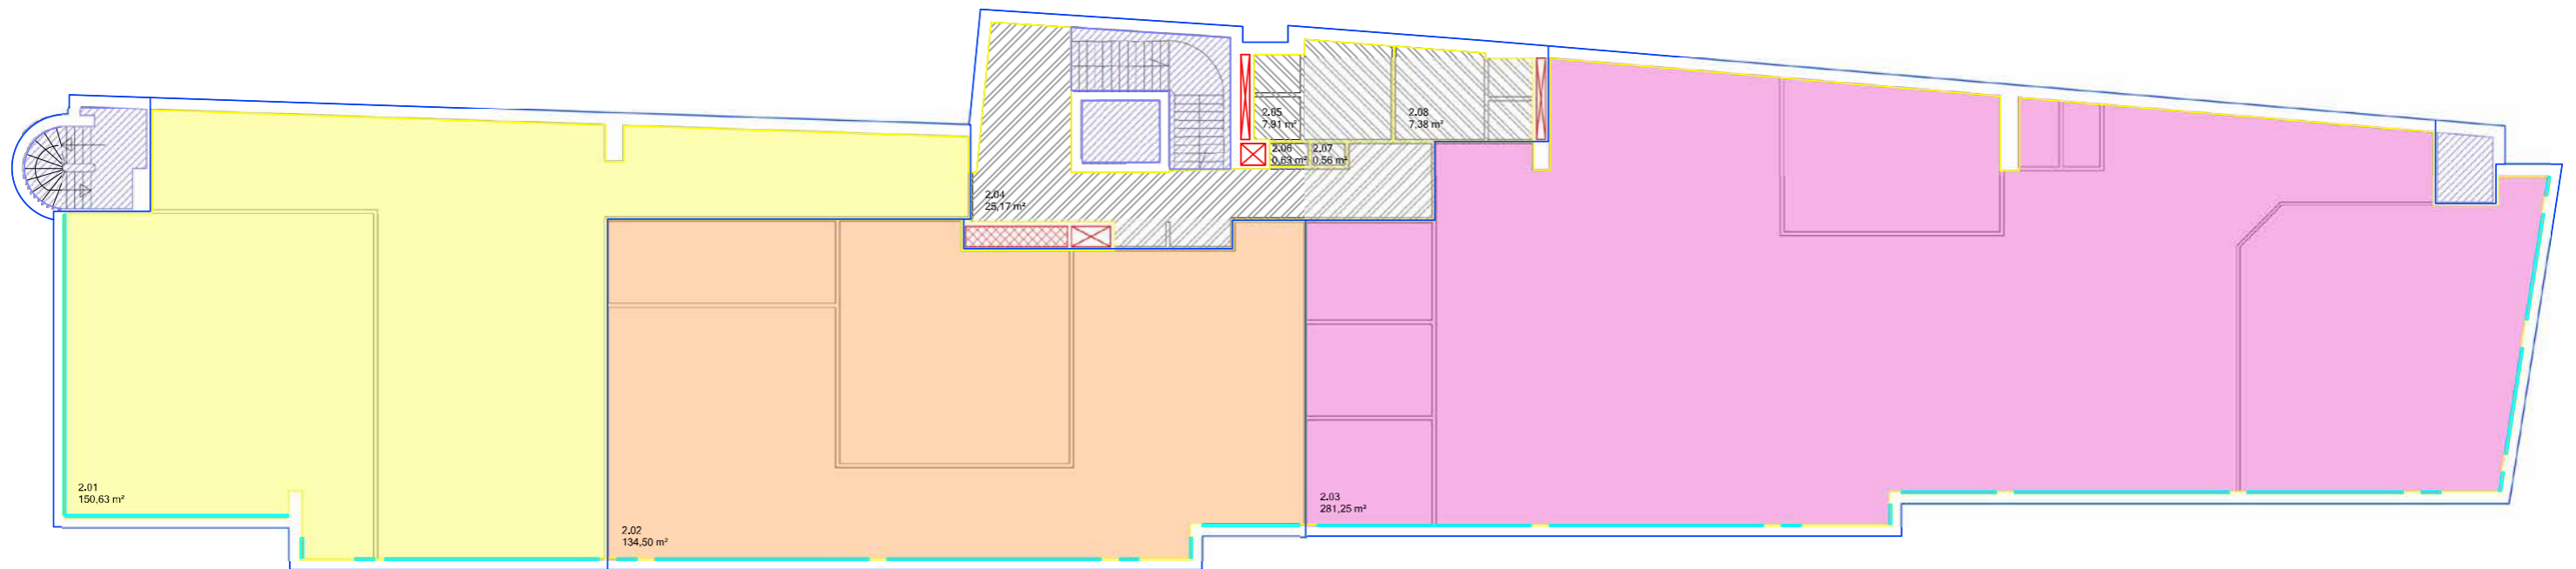 2.05
7,91 m²
2.08
7,38 m²
2.06
0,63 m²
2.07
0,56 m²
2.04
25,17 m²
2.01
150,63 m²
2.02
134,50 m²
2.03
281,25 m²